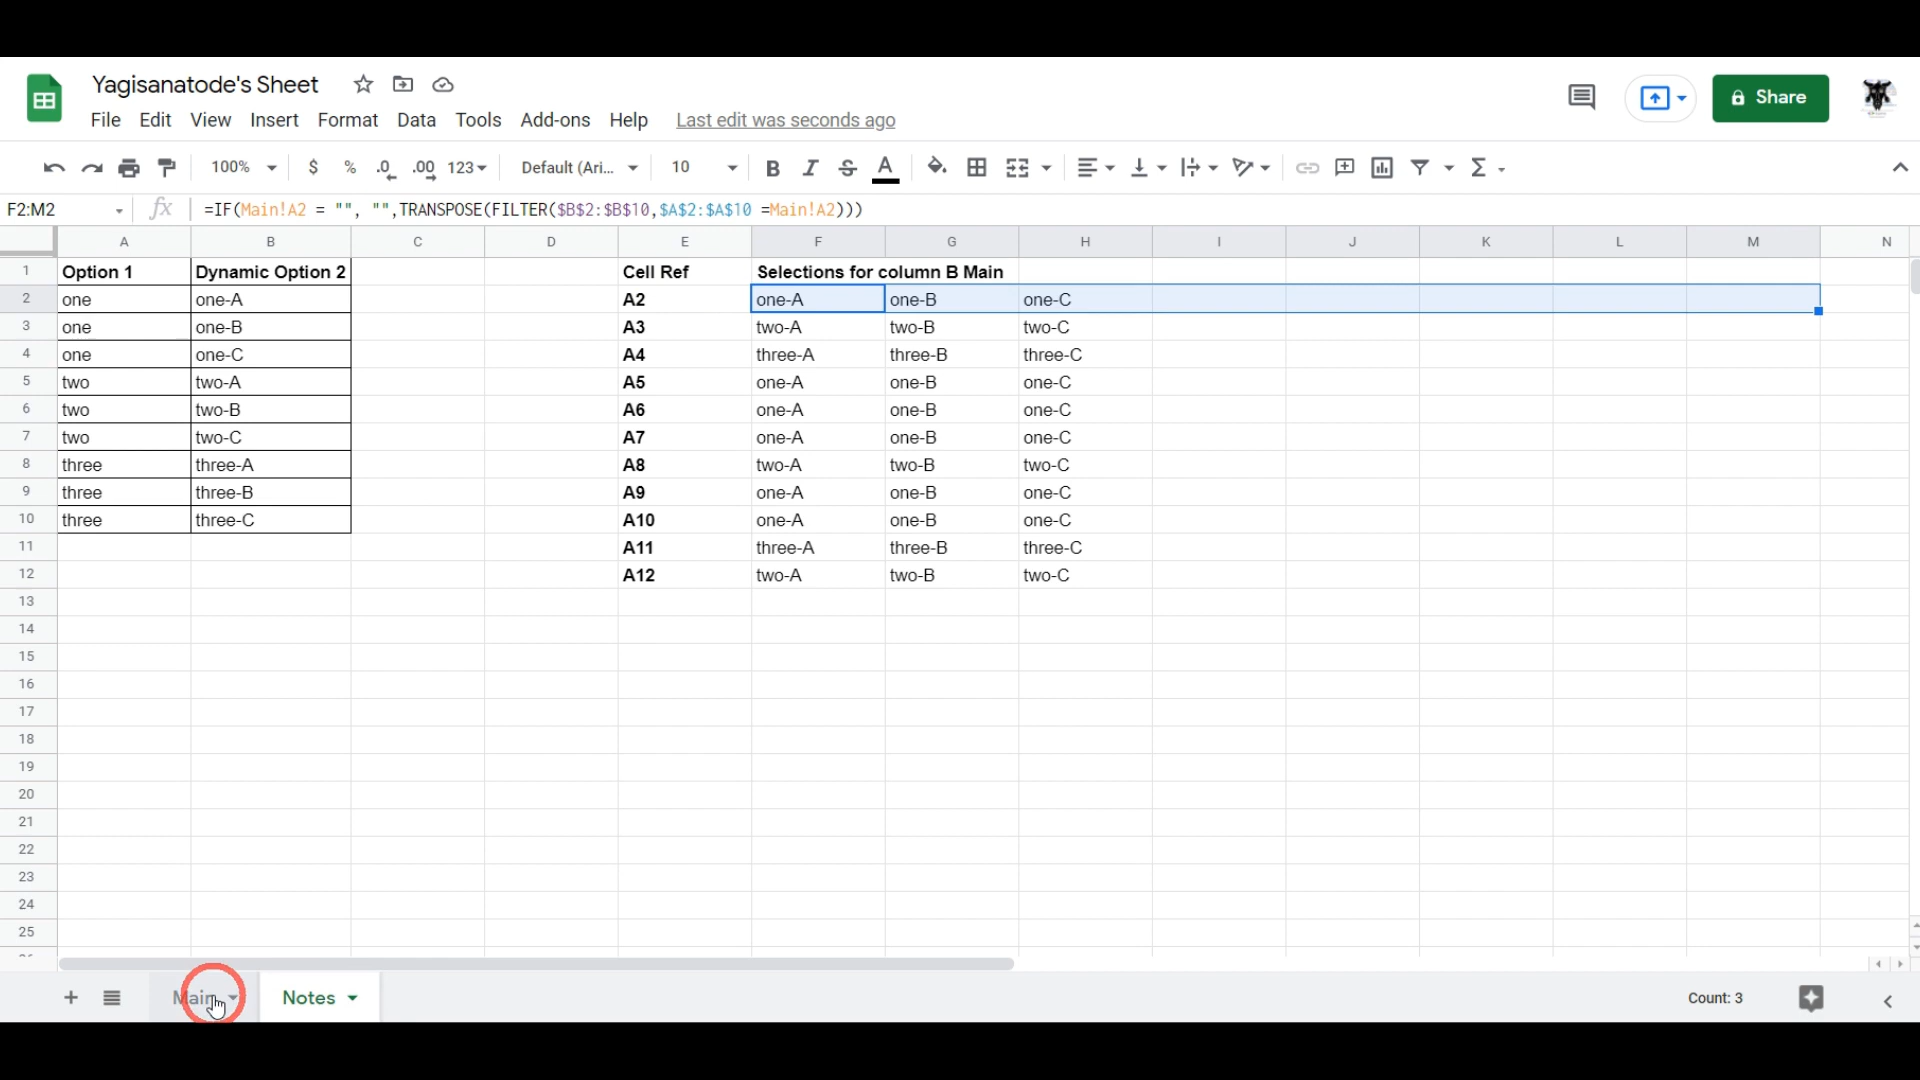 Yagisanatode's Sheet
Share
File Edit View Insert Format Data Tools Add-ons Help Last edit was seconds ago
100% $ % .0 .00 123 Default (Ari... 10 B I S A Σ
F2:M2 fx =IF(Main!A2 = "", "",TRANSPOSE(FILTER($B$2:$B$10,$A$2:$A$10 =Main!A2)))
A B C D E F G H I J K L M N
1 Option 1 Dynamic Option 2 Cell Ref Selections for column B Main
2 one one-A A2 one-A one-B one-C
3 one one-B A3 two-A two-B two-C
4 one one-C A4 three-A three-B three-C
5 two two-A A5 one-A one-B one-C
6 two two-B A6 one-A one-B one-C
7 two two-C A7 one-A one-B one-C
8 three three-A A8 two-A two-B two-C
9 three three-B A9 one-A one-B one-C
10 three three-C A10 one-A one-B one-C
11 A11 three-A three-B three-C
12 A12 two-A two-B two-C
13
14
15
16
17
18
19
20
21
22
23
24
25
Main Notes Count: 3